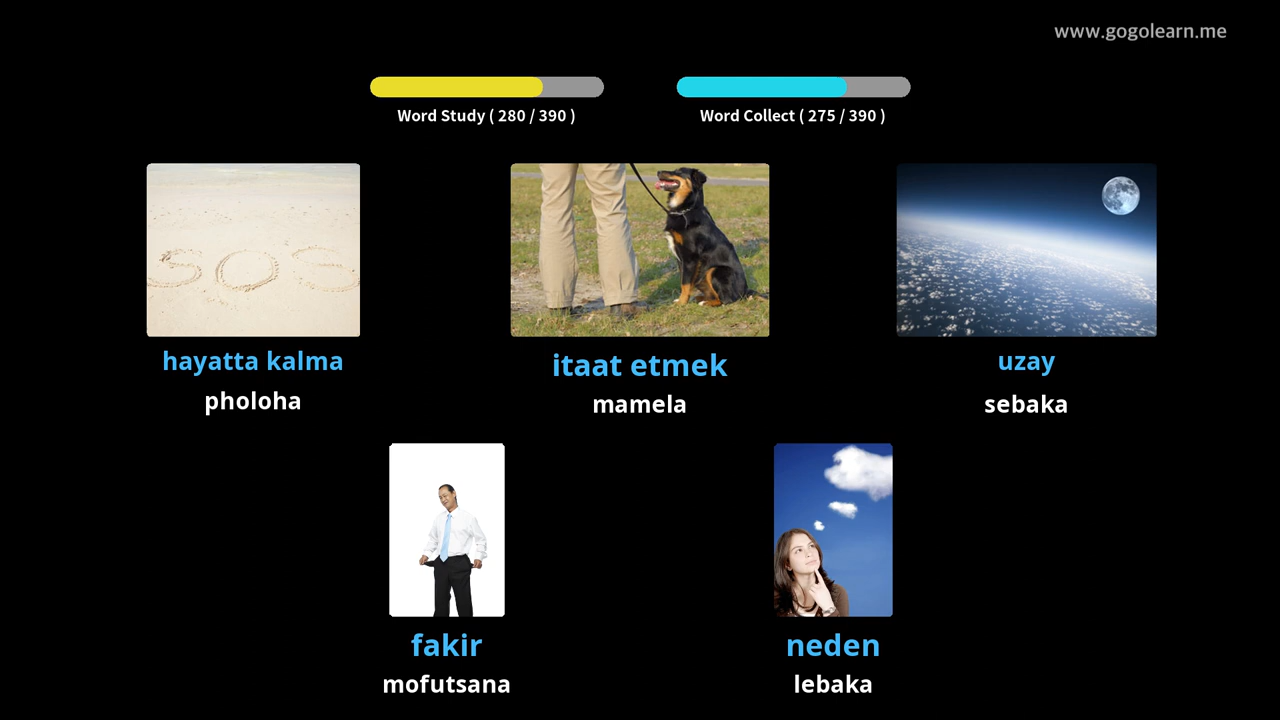 www.gogolearn.me
Word Study ( 280 / 390 )
Word Collect ( 275 / 390 )
SOS
hayatta kalma
itaat etmek
uzay
pholoha
mamela
sebaka
fakir
neden
mofutsana
lebaka